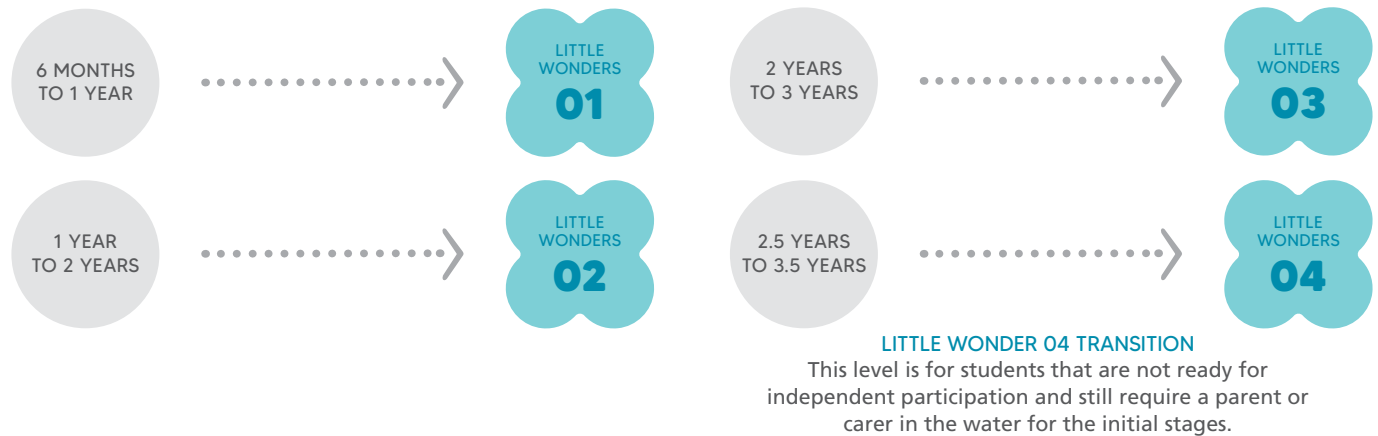 6 MONTHS
TO 1 YEAR
LITTLE
WONDERS
01
1 YEAR
TO 2 YEARS
LITTLE
WONDERS
02
2 YEARS
TO 3 YEARS
LITTLE
WONDERS
03
2.5 YEARS
TO 3.5 YEARS
LITTLE
WONDERS
04
LITTLE WONDER 04 TRANSITION
This level is for students that are not ready for
independent participation and still require a parent or
carer in the water for the initial stages.